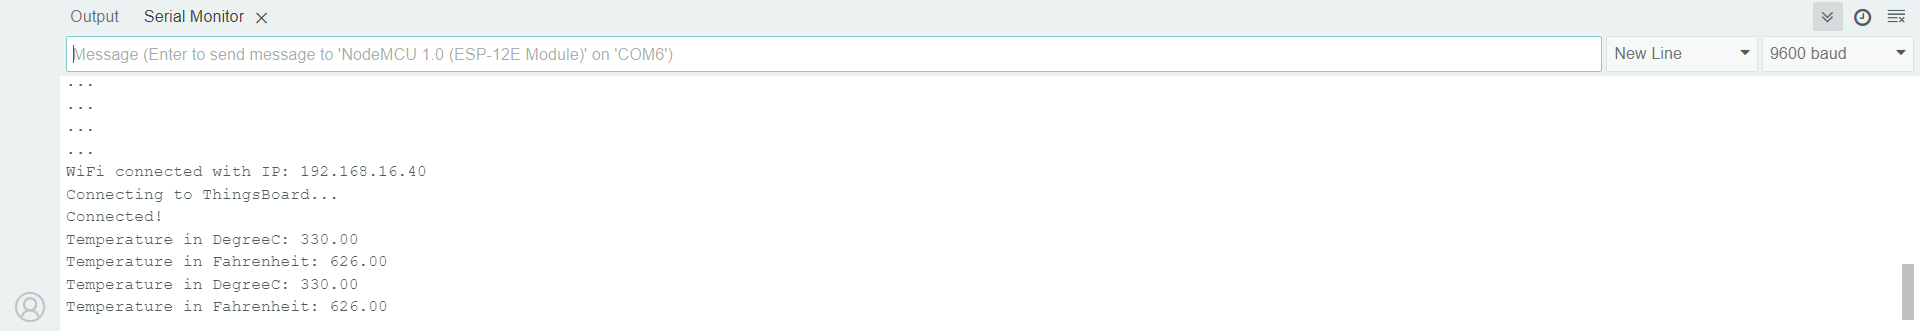 Output Serial Monitor
Message (Enter to send message to 'NodeMCU 1.0 (ESP-12E Module)' on 'COM6') New Line 9600 baud
...
...
...
...
WiFi connected with IP: 192.168.16.40
Connecting to ThingsBoard...
Connected!
Temperature in DegreeC: 330.00
Temperature in Fahrenheit: 626.00
Temperature in DegreeC: 330.00
Temperature in Fahrenheit: 626.00